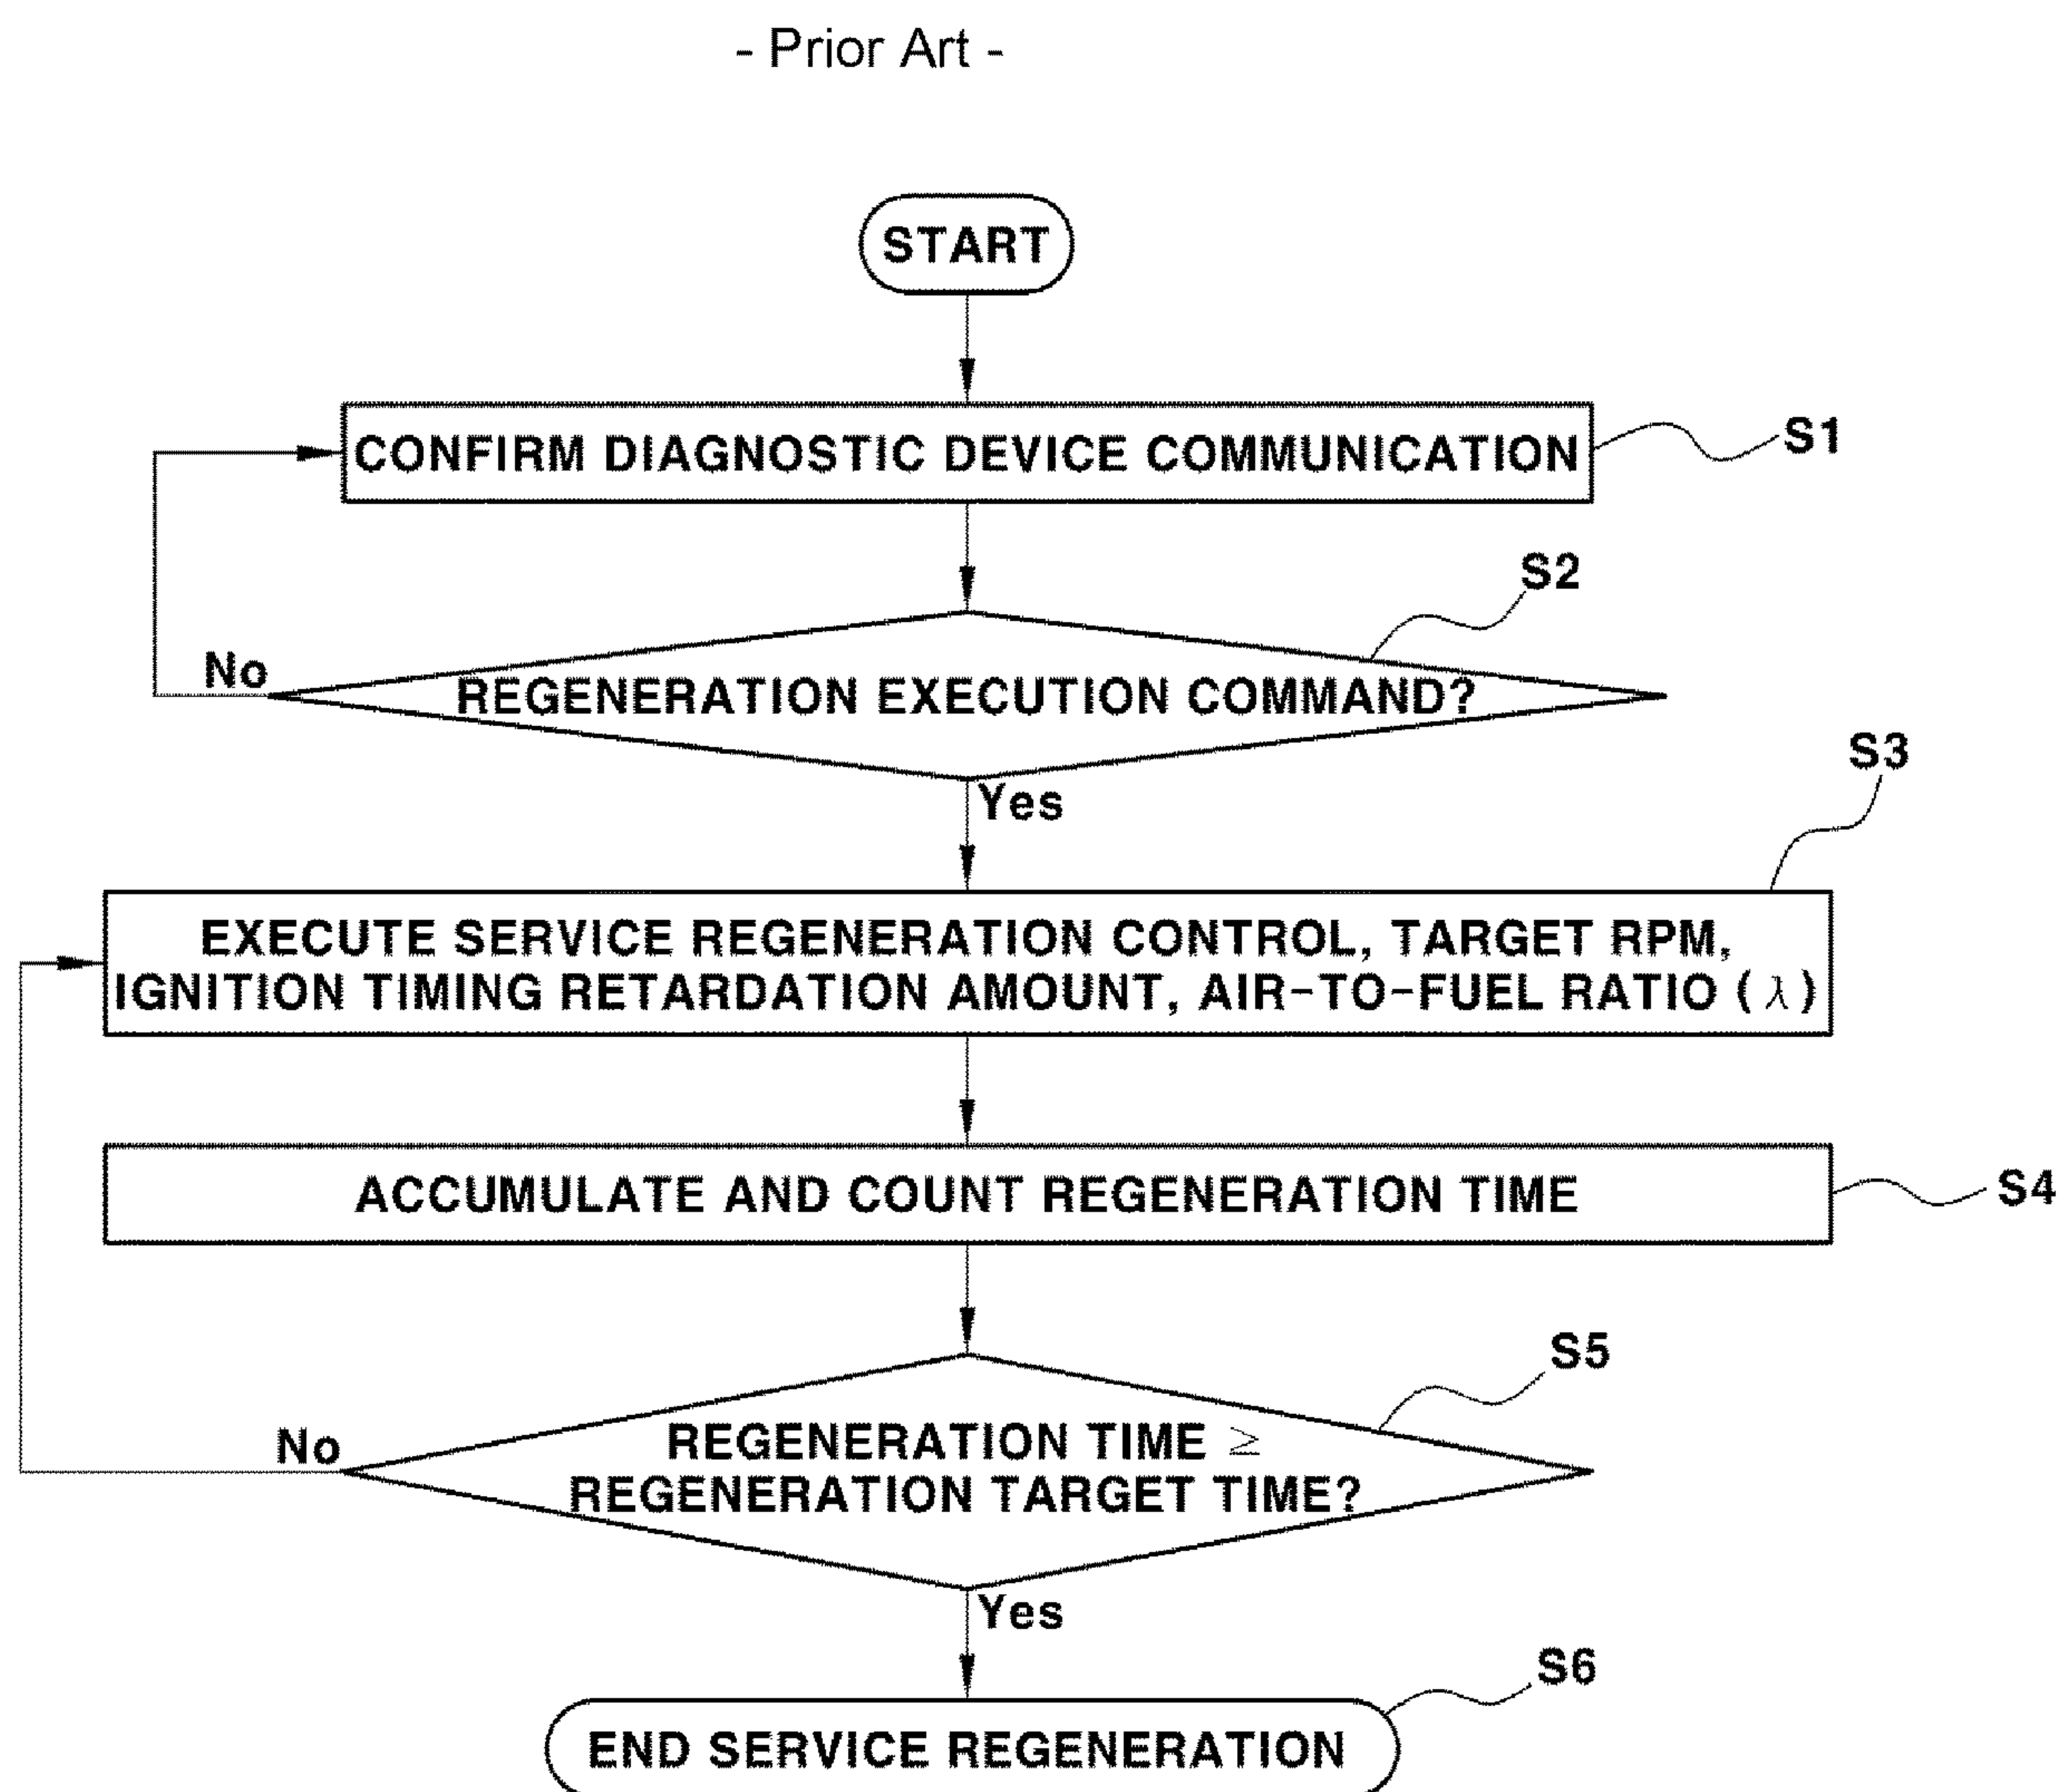 - Prior Art -
START
CONFIRM DIAGNOSTIC DEVICE COMMUNICATION
S1
S2
No
REGENERATION EXECUTION COMMAND?
Yes
S3
EXECUTE SERVICE REGENERATION CONTROL, TARGET RPM,
IGNITION TIMING RETARDATION AMOUNT, AIR-TO-FUEL RATIO (λ)
ACCUMULATE AND COUNT REGENERATION TIME
S4
S5
No
REGENERATION TIME ≥
REGENERATION TARGET TIME?
Yes
S6
END SERVICE REGENERATION